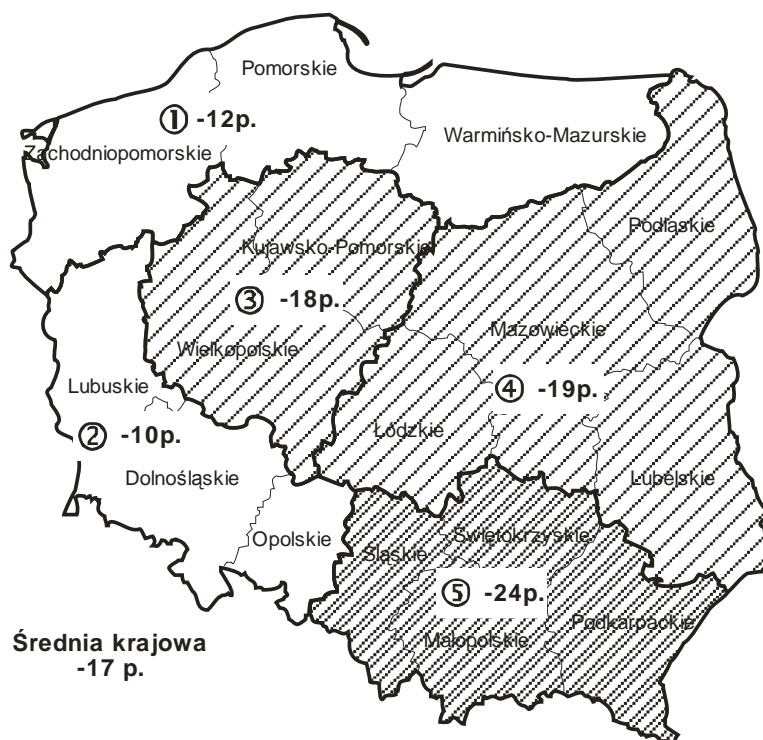 Pomorskie
① -12p.
Warmińsko-Mazurskie
Zachodniopomorskie
Podląskie
Kujawsko-Pomorskie
③ -18p.
Mazowieckie
Wielkopolskie
Lubuskie
④ -19p.
② -10p.
Łódzkie
Dolnośląskie
Lubelskie
Opolskie
Śląskie
Świętokrzyskie
⑤ -24p.
Podkarpackie
Małopolskie
Średnia krajowa
-17 p.